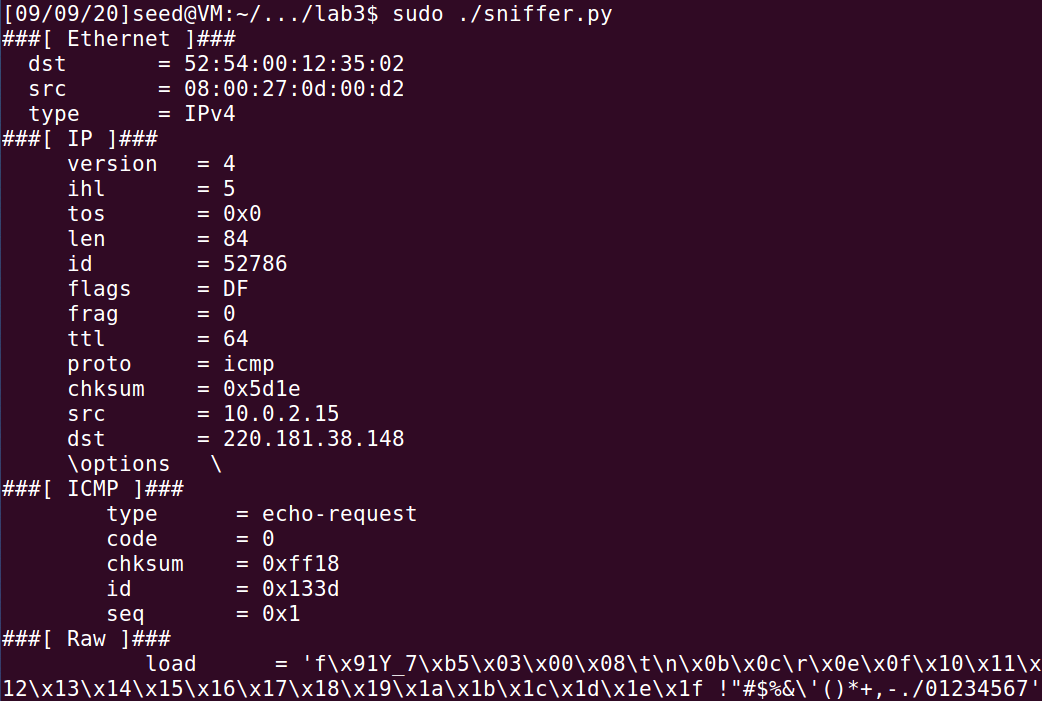 [09/09/20]seed@VM:~/.../lab3$ sudo ./sniffer.py
###[ Ethernet ]###
  dst       = 52:54:00:12:35:02
  src       = 08:00:27:0d:00:d2
  type      = IPv4
###[ IP ]###
     version   = 4
     ihl       = 5
     tos       = 0x0
     len       = 84
     id        = 52786
     flags     = DF
     frag      = 0
     ttl       = 64
     proto     = icmp
     chksum    = 0x5d1e
     src       = 10.0.2.15
     dst       = 220.181.38.148
     \options   \
###[ ICMP ]###
        type      = echo-request
        code      = 0
        chksum    = 0xff18
        id        = 0x133d
        seq       = 0x1
###[ Raw ]###
           load      = 'f\x91Y_7\xb5\x03\x00\x08\t\n\x0b\x0c\r\x0e\x0f\x10\x11\x
12\x13\x14\x15\x16\x17\x18\x19\x1a\x1b\x1c\x1d\x1e\x1f !"#$%&\'()*+,-./01234567'